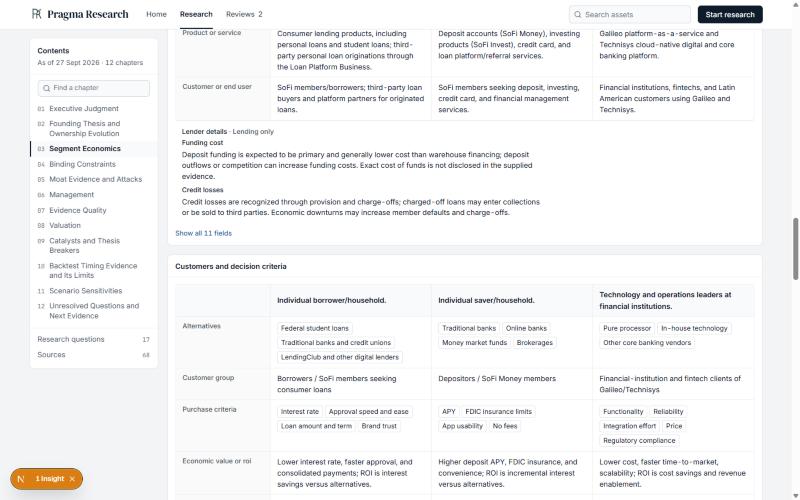 Pragma Research
Home
Research
Reviews 2
Search assets
Start research
Contents
As of 27 Sept 2026 · 12 chapters
Find a chapter
01 Executive Judgment
02 Founding Thesis and
Ownership Evolution
03 Segment Economics
04 Binding Constraints
05 Moat Evidence and Attacks
06 Management
07 Evidence Quality
08 Valuation
09 Catalysts and Thesis
Breakers
10 Backtest Timing Evidence
and Its Limits
11 Scenario Sensitivities
12 Unresolved Questions and
Next Evidence
Research questions 17
Sources 68
Product or service
Consumer lending products, including
personal loans and student loans; third-
party personal loan originations through
the Loan Platform Business.
Deposit accounts (SoFi Money), investing
products (SoFi Invest), credit card, and
loan platform/referral services.
Galileo platform-as-a-service and
Technisys cloud-native digital and core
banking platform.
Customer or end user
SoFi members/borrowers; third-party loan
buyers and platform partners for originated
loans.
SoFi members seeking deposit, investing,
credit card, and financial management
services.
Financial institutions, fintechs, and Latin
American customers using Galileo and
Technisys.
Lender details · Lending only
Funding cost
Deposit funding is expected to be primary and generally lower cost than warehouse financing; deposit
outflows or competition can increase funding costs. Exact cost of funds is not disclosed in the supplied
evidence.
Credit losses
Credit losses are recognized through provision and charge-offs; charged-off loans may enter collections
or be sold to third parties. Economic downturns may increase member defaults and charge-offs.
Show all 11 fields
Customers and decision criteria
Individual borrower/household.
Individual saver/household.
Technology and operations leaders at
financial institutions.
Alternatives
Federal student loans
Traditional banks and credit unions
LendingClub and other digital lenders
Traditional banks Online banks
Money market funds Brokerages
Pure processor In-house technology
Other core banking vendors
Customer group
Borrowers / SoFi members seeking
consumer loans
Depositors / SoFi Money members
Financial-institution and fintech clients of
Galileo/Technisys
Purchase criteria
Interest rate Approval speed and ease
Loan amount and term Brand trust
APY FDIC insurance limits
App usability No fees
Functionality Reliability
Integration effort Price
Regulatory compliance
Economic value or roi
Lower interest rate, faster approval, and
consolidated payments; ROI is interest
savings versus alternatives.
Higher deposit APY, FDIC insurance, and
convenience; ROI is incremental interest
versus alternatives.
Lower cost, faster time-to-market,
scalability; ROI is cost savings and revenue
enablement.
N 1 Insight ×